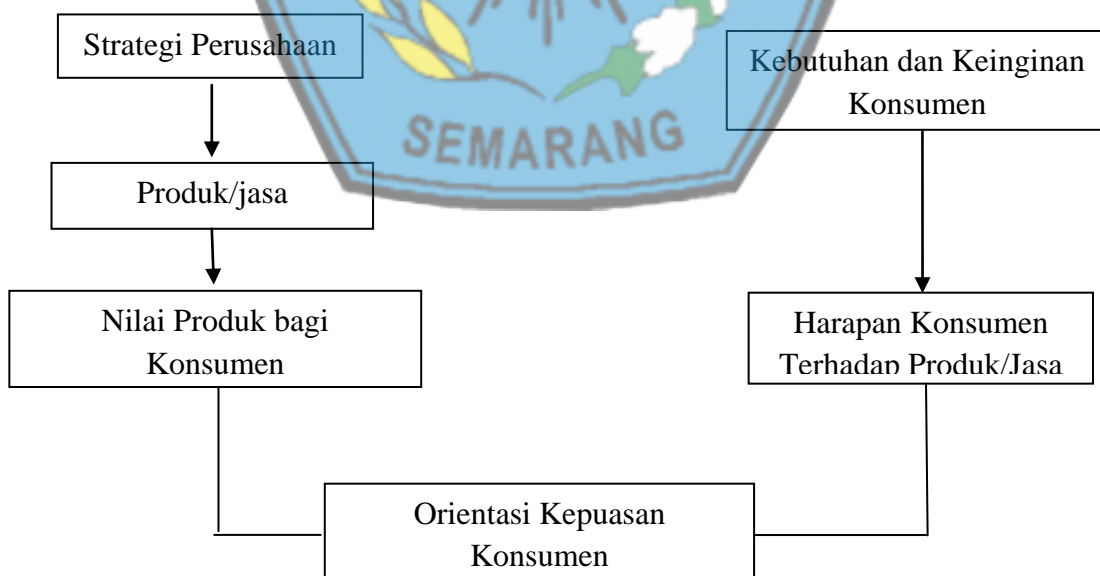 Strategi Perusahaan
Produk/jasa
Nilai Produk bagi
Konsumen
Kebutuhan dan Keinginan
Konsumen
Harapan Konsumen
Terhadap Produk/Jasa
Orientasi Kepuasan
Konsumen
SEMARANG